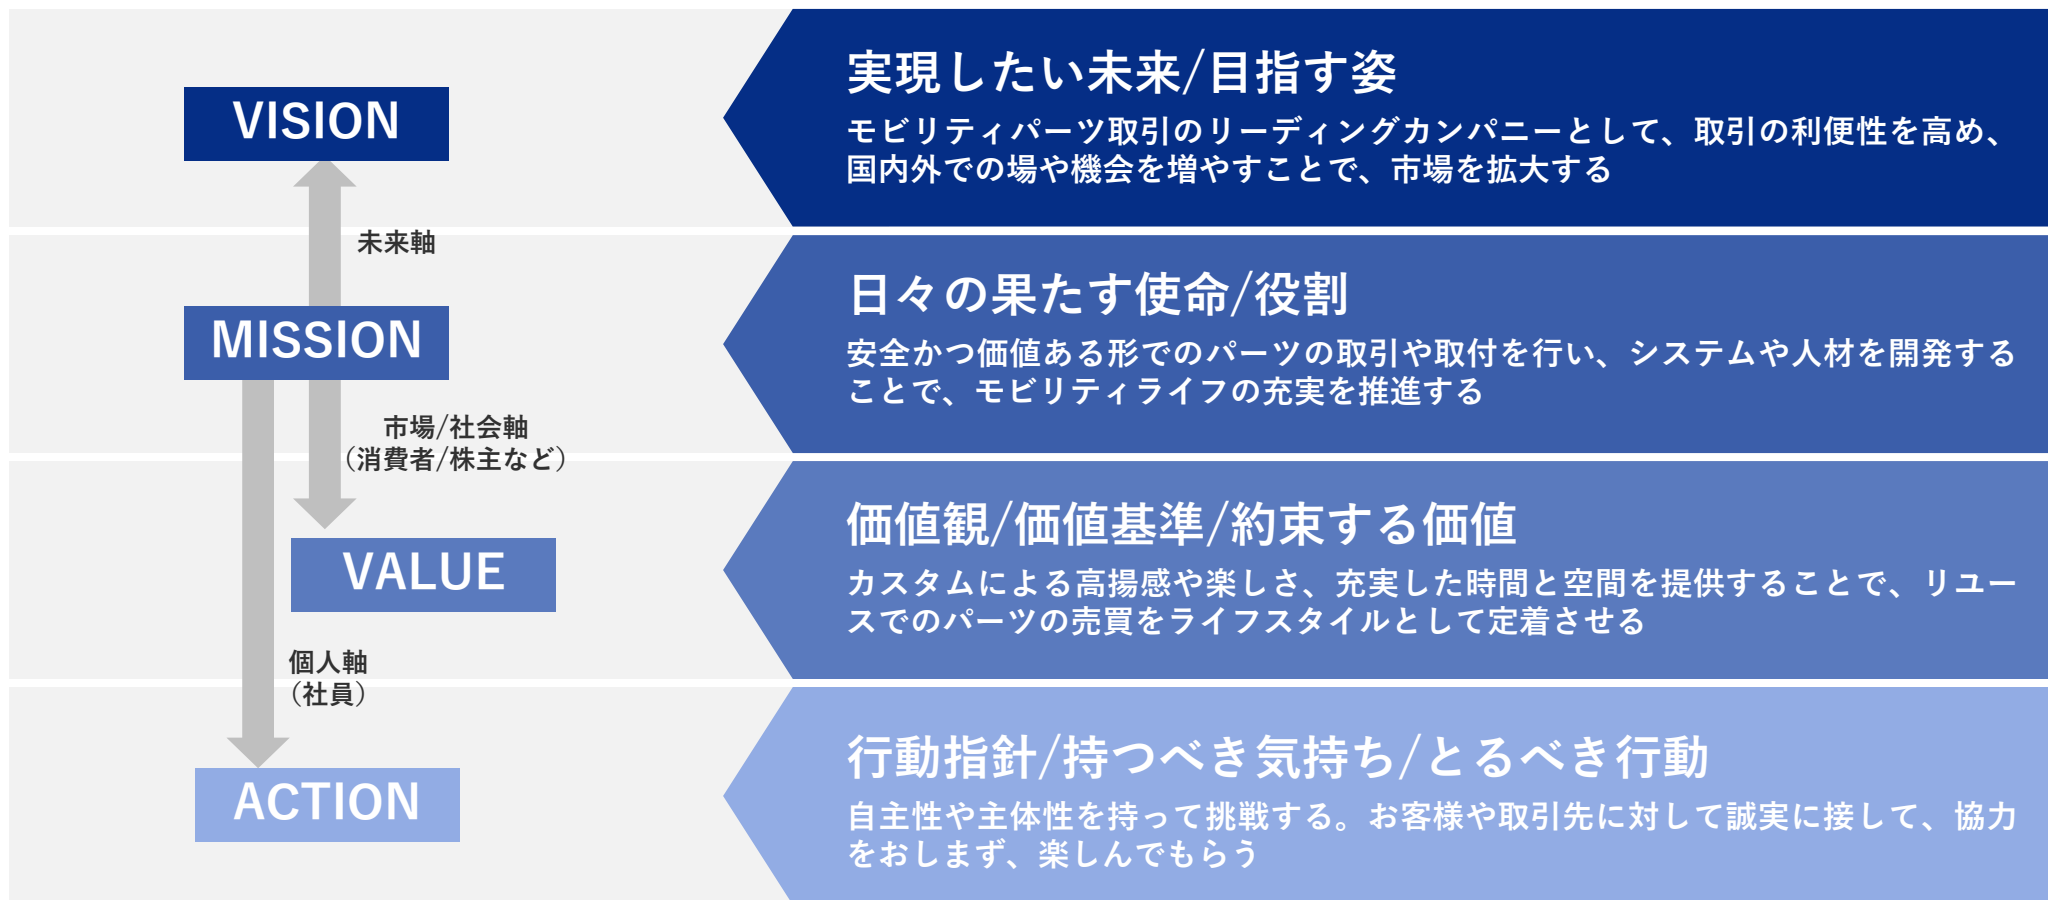 VISION
実現したい未来/目指す姿
モビリティパーツ取引のリーディングカンパニーとして、取引の利便性を高め、
国内外での場や機会を増やすことで、市場を拡大する
未来軸
MISSION
日々の果たす使命/役割
安全かつ価値ある形でのパーツの取引や取付を行い、システムや人材を開発する
ことで、モビリティライフの充実を推進する
市場/社会軸
（消費者/株主など）
VALUE
価値観/価値基準/約束する価値
カスタムによる高揚感や楽しさ、充実した時間と空間を提供することで、リユー
スでのパーツの売買をライフスタイルとして定着させる
個人軸
（社員）
ACTION
行動指針/持つべき気持ち/とるべき行動
自主性や主体性を持って挑戦する。お客様や取引先に対して誠実に接して、協力
をおしまず、楽しんでもらう